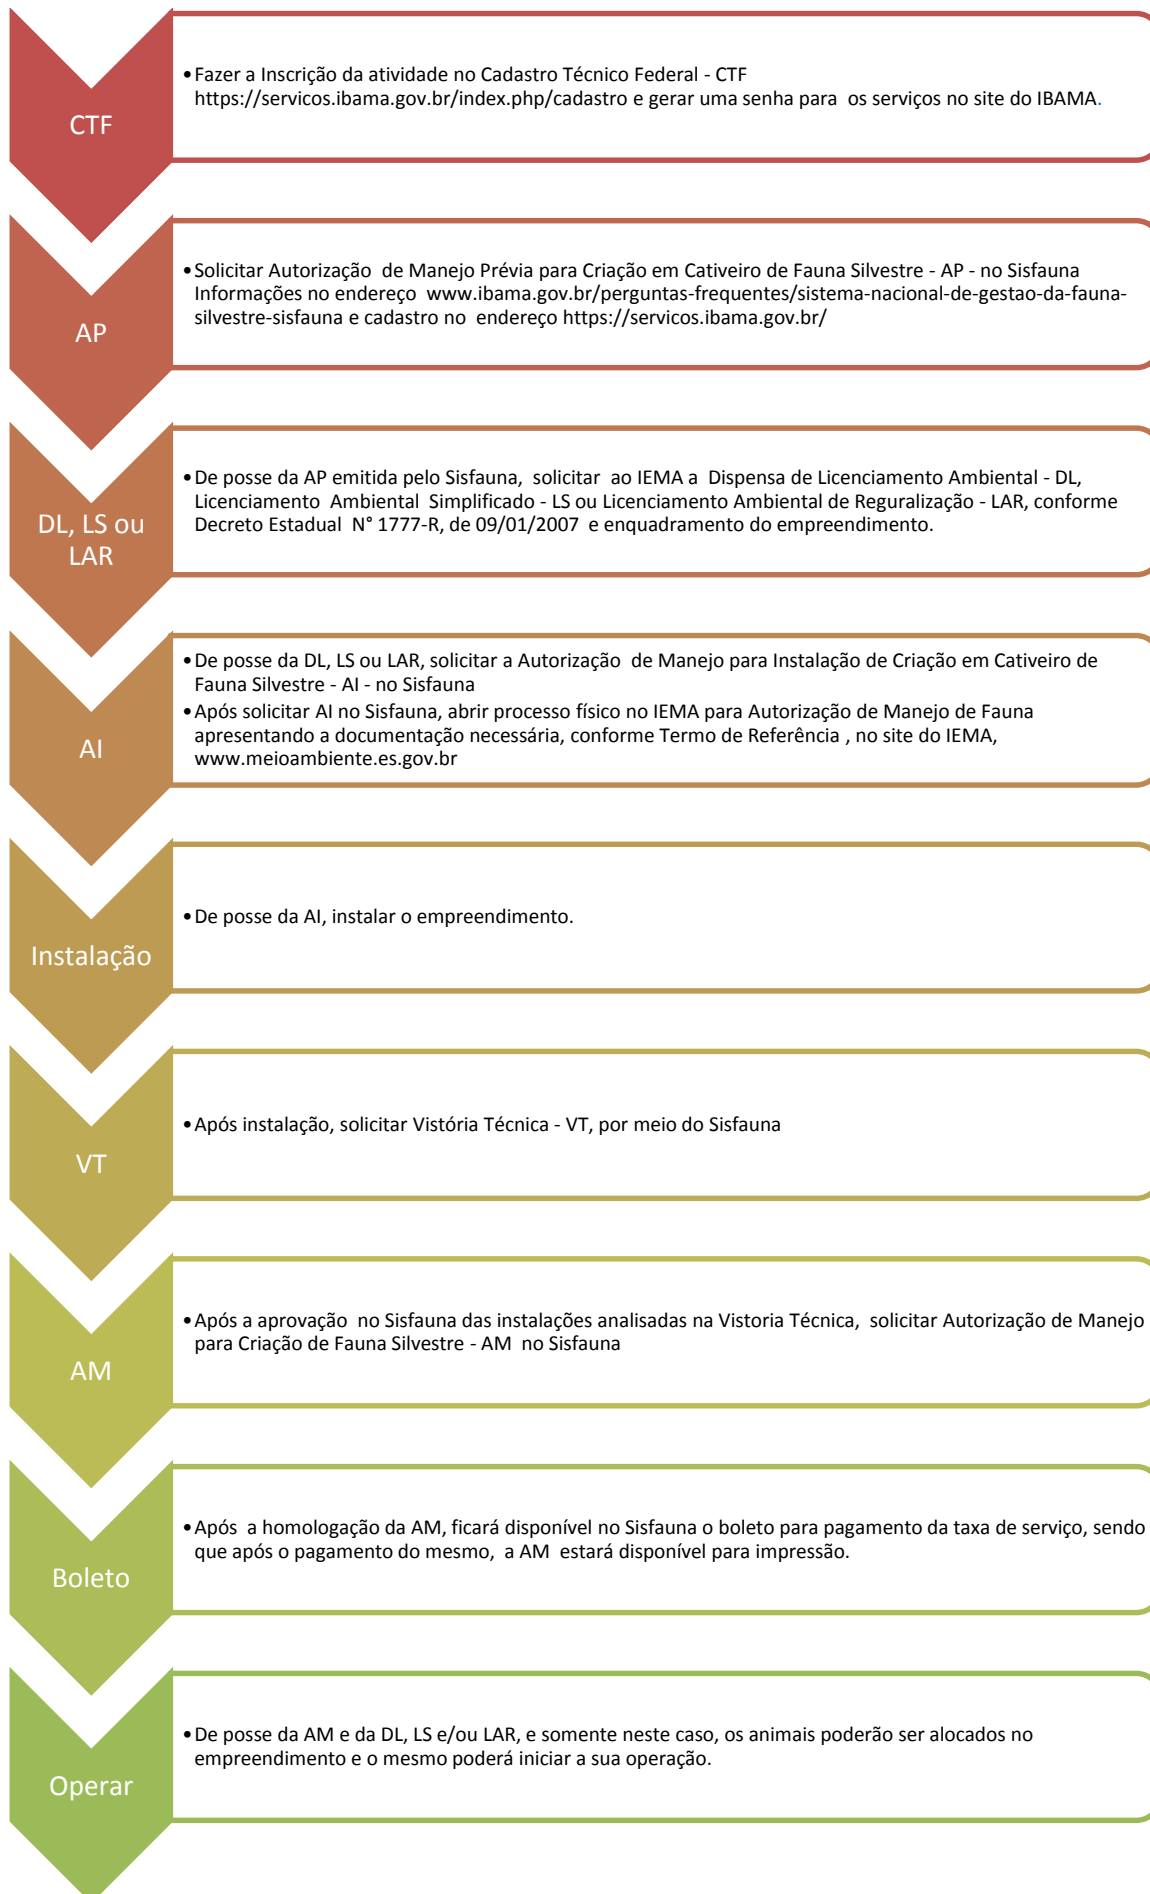 CTF
•Fazer a Inscrição da atividade no Cadastro Técnico Federal - CTF
https://servicos.ibama.gov.br/index.php/cadastro e gerar uma senha para os serviços no site do IBAMA.
AP
•Solicitar Autorização de Manejo Prévia para Criação em Cativeiro de Fauna Silvestre - AP - no Sisfauna
Informações no endereço www.ibama.gov.br/perguntas-frequentes/sistema-nacional-de-gestao-da-fauna-
silvestre-sisfauna e cadastro no endereço https://servicos.ibama.gov.br/
DL, LS ou
LAR
•De posse da AP emitida pelo Sisfauna, solicitar ao IEMA a Dispensa de Licenciamento Ambiental - DL,
Licenciamento Ambiental Simplificado - LS ou Licenciamento Ambiental de Reguralização - LAR, conforme
Decreto Estadual N° 1777-R, de 09/01/2007 e enquadramento do empreendimento.
AI
•De posse da DL, LS ou LAR, solicitar a Autorização de Manejo para Instalação de Criação em Cativeiro de
Fauna Silvestre - AI - no Sisfauna
•Após solicitar AI no Sisfauna, abrir processo físico no IEMA para Autorização de Manejo de Fauna
apresentando a documentação necessária, conforme Termo de Referência , no site do IEMA,
www.meioambiente.es.gov.br
Instalação
•De posse da AI, instalar o empreendimento.
VT
•Após instalação, solicitar Vistória Técnica - VT, por meio do Sisfauna
AM
•Após a aprovação no Sisfauna das instalações analisadas na Vistoria Técnica, solicitar Autorização de Manejo
para Criação de Fauna Silvestre - AM no Sisfauna
Boleto
•Após a homologação da AM, ficará disponível no Sisfauna o boleto para pagamento da taxa de serviço, sendo
que após o pagamento do mesmo, a AM estará disponível para impressão.
Operar
•De posse da AM e da DL, LS e/ou LAR, e somente neste caso, os animais poderão ser alocados no
empreendimento e o mesmo poderá iniciar a sua operação.